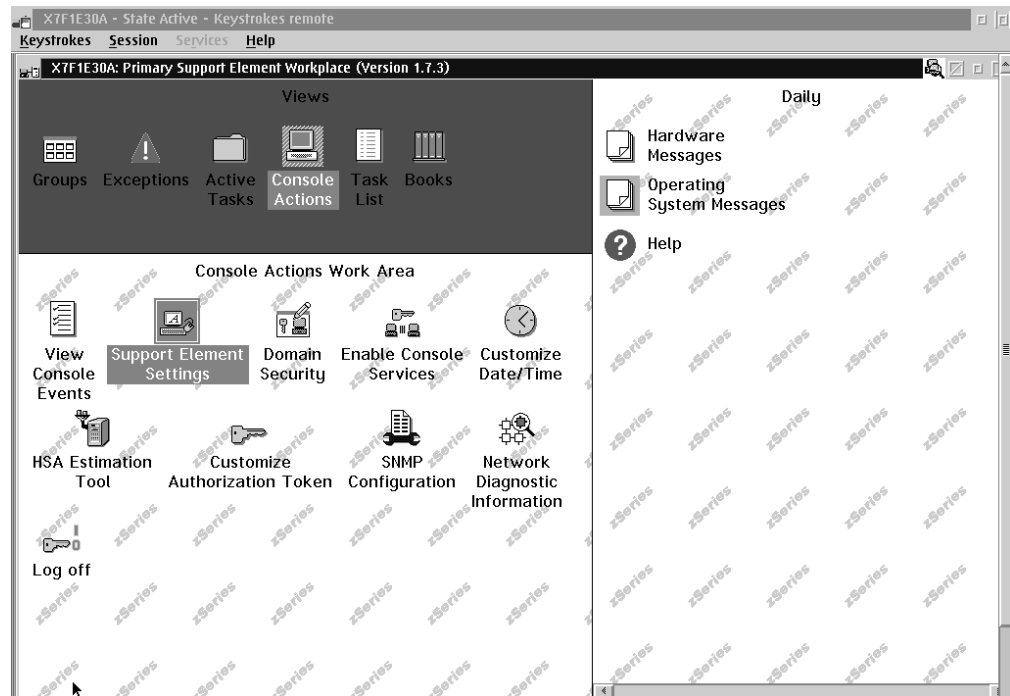 X7F1E30A - State Active - Keystrokes remote
Keystrokes Session Services Help
X7F1E30A: Primary Support Element Workplace (Version 1.7.3)
Views
Groups Exceptions Active Console Task Books
Tasks Actions List
Daily
Hardware
Messages
Operating
System Messages
Help
Console Actions Work Area
View Support Element Domain Enable Console Customize
Console Settings Security Services Date/Time
Events
HSA Estimation Customize SNMP Network
Tool Authorization Token Configuration Diagnostic
Information
Log off
zSeries